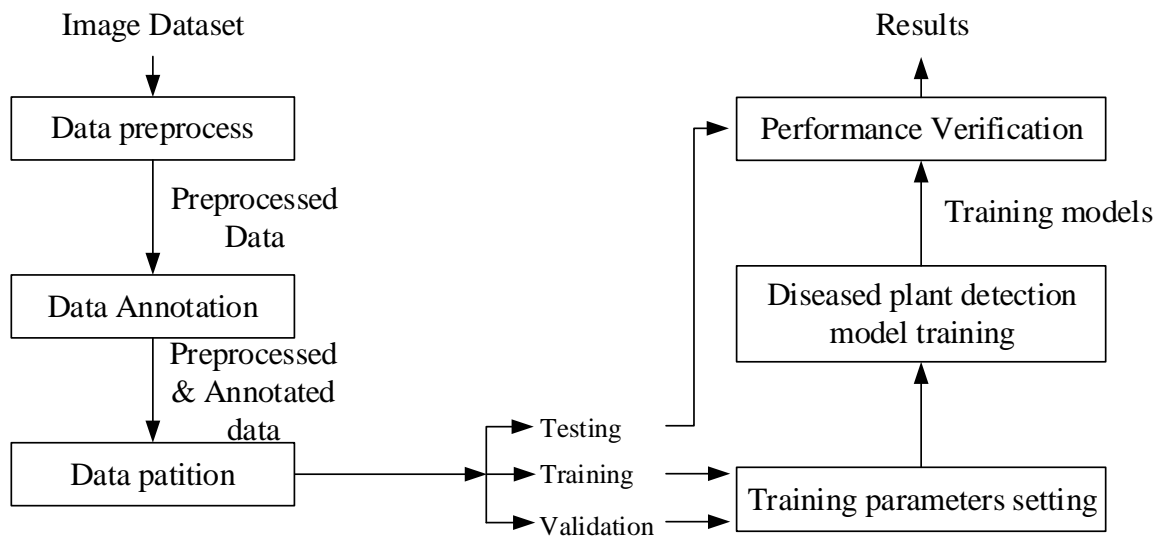 Image Dataset
Data preprocess
Preprocessed
Data
Data Annotation
Preprocessed
& Annotated
data
Data patition
Testing
Training
Validation
Results
Performance Verification
Training models
Diseased plant detection
model training
Training parameters setting